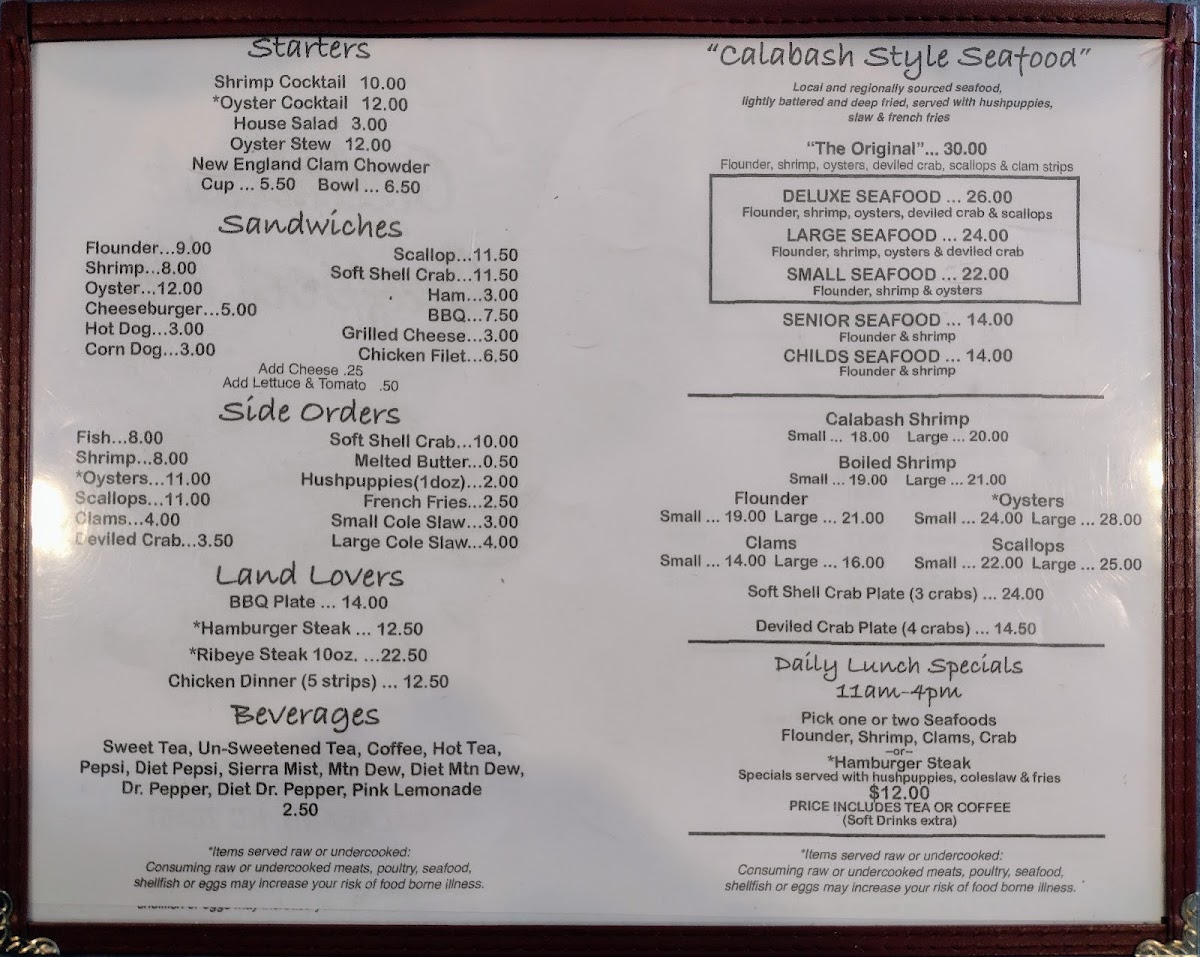 Starters
Shrimp Cocktail 10.00
*Oyster Cocktail 12.00
House Salad 3.00
Oyster Stew 12.00
New England Clam Chowder
Cup ... 5.50 Bowl ... 6.50
Sandwiches
Flounder...9.00
Shrimp...8.00
Oyster...12.00
Cheeseburger...5.00
Hot Dog...3.00
Corn Dog...3.00
Scallop...11.50
Soft Shell Crab...11.50
Ham...3.00
BBQ...7.50
Grilled Cheese...3.00
Chicken Filet...6.50
Add Cheese .25
Add Lettuce & Tomato .50
Side Orders
Fish...8.00
Shrimp...8.00
*Oysters...11.00
Scallops...11.00
Clams...4.00
Deviled Crab...3.50
Soft Shell Crab...10.00
Melted Butter...0.50
Hushpuppies(1doz)...2.00
French Fries...2.50
Small Cole Slaw...3.00
Large Cole Slaw...4.00
Land Lovers
BBQ Plate ... 14.00
*Hamburger Steak ... 12.50
*Ribeye Steak 10oz. ...22.50
Chicken Dinner (5 strips) ... 12.50
Beverages
Sweet Tea, Un-Sweetened Tea, Coffee, Hot Tea,
Pepsi, Diet Pepsi, Sierra Mist, Mtn Dew, Diet Mtn Dew,
Dr. Pepper, Diet Dr. Pepper, Pink Lemonade
2.50
*Items served raw or undercooked:
Consuming raw or undercooked meats, poultry, seafood,
shellfish or eggs may increase your risk of food borne illness.
"Calabash Style Seafood"
Local and regionally sourced seafood,
lightly battered and deep fried, served with hushpuppies,
slaw & french fries
"The Original"... 30.00
Flounder, shrimp, oysters, deviled crab, scallops & clam strips
DELUXE SEAFOOD ... 26.00
Flounder, shrimp, oysters, deviled crab & scallops
LARGE SEAFOOD ... 24.00
Flounder, shrimp, oysters & deviled crab
SMALL SEAFOOD ... 22.00
Flounder, shrimp & oysters
SENIOR SEAFOOD ... 14.00
Flounder & shrimp
CHILDS SEAFOOD ... 14.00
Flounder & shrimp
Calabash Shrimp
Small ... 18.00 Large ... 20.00
Boiled Shrimp
Small ... 19.00 Large ... 21.00
Flounder
Small ... 19.00 Large ... 21.00
*Oysters
Small ... 24.00 Large ... 28.00
Clams
Small ... 14.00 Large ... 16.00
Scallops
Small ... 22.00 Large ... 25.00
Soft Shell Crab Plate (3 crabs) ... 24.00
Deviled Crab Plate (4 crabs) ... 14.50
Daily Lunch Specials
11am-4pm
Pick one or two Seafoods
Flounder, Shrimp, Clams, Crab
--or--
*Hamburger Steak
Specials served with hushpuppies, coleslaw & fries
$12.00
PRICE INCLUDES TEA OR COFFEE
(Soft Drinks extra)
*Items served raw or undercooked:
Consuming raw or undercooked meats, poultry, seafood,
shellfish or eggs may increase your risk of food borne illness.